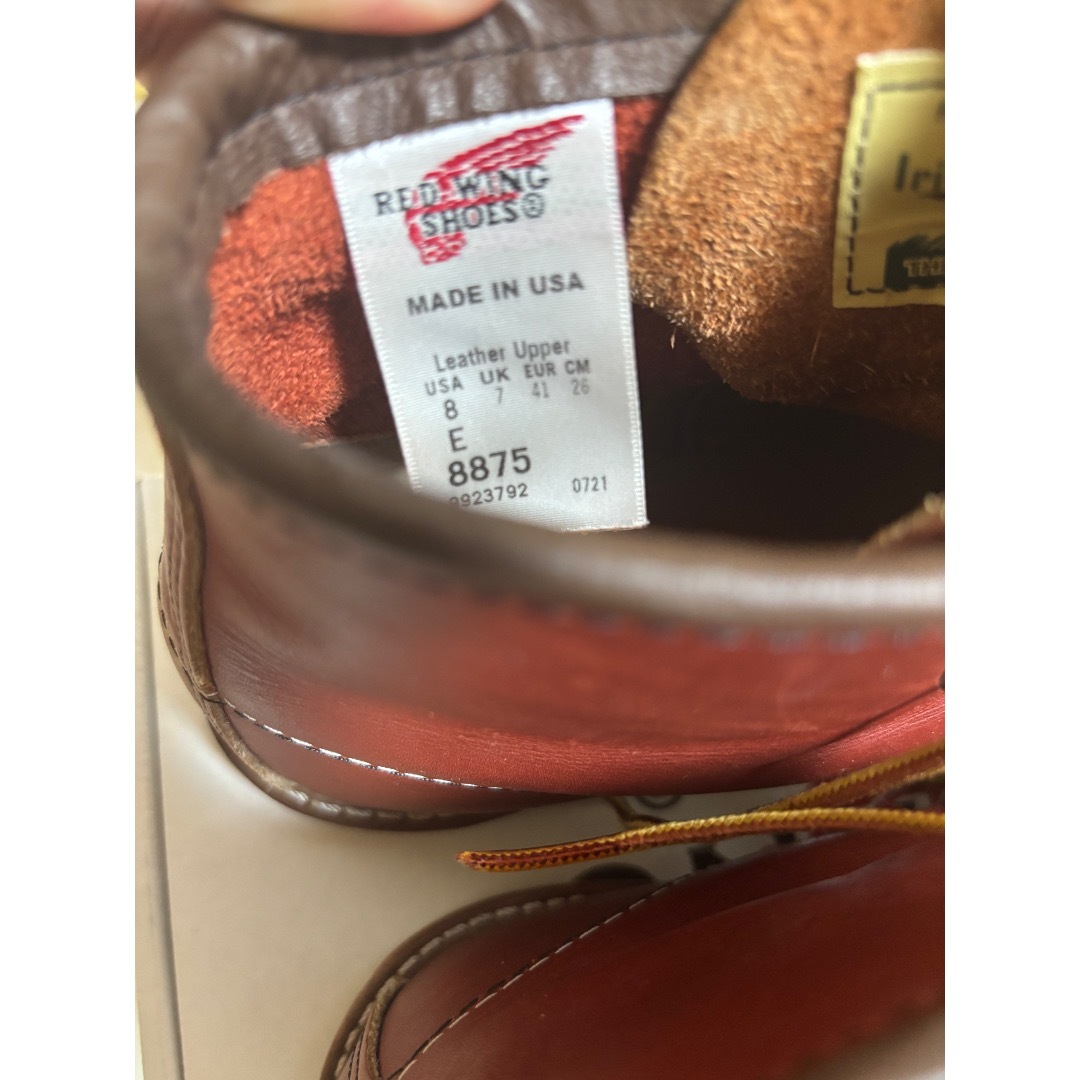 RED WING
SHOES®
MADE IN USA
Leather Upper
USA UK EUR CM
8 7 41 26
E
8875
0721